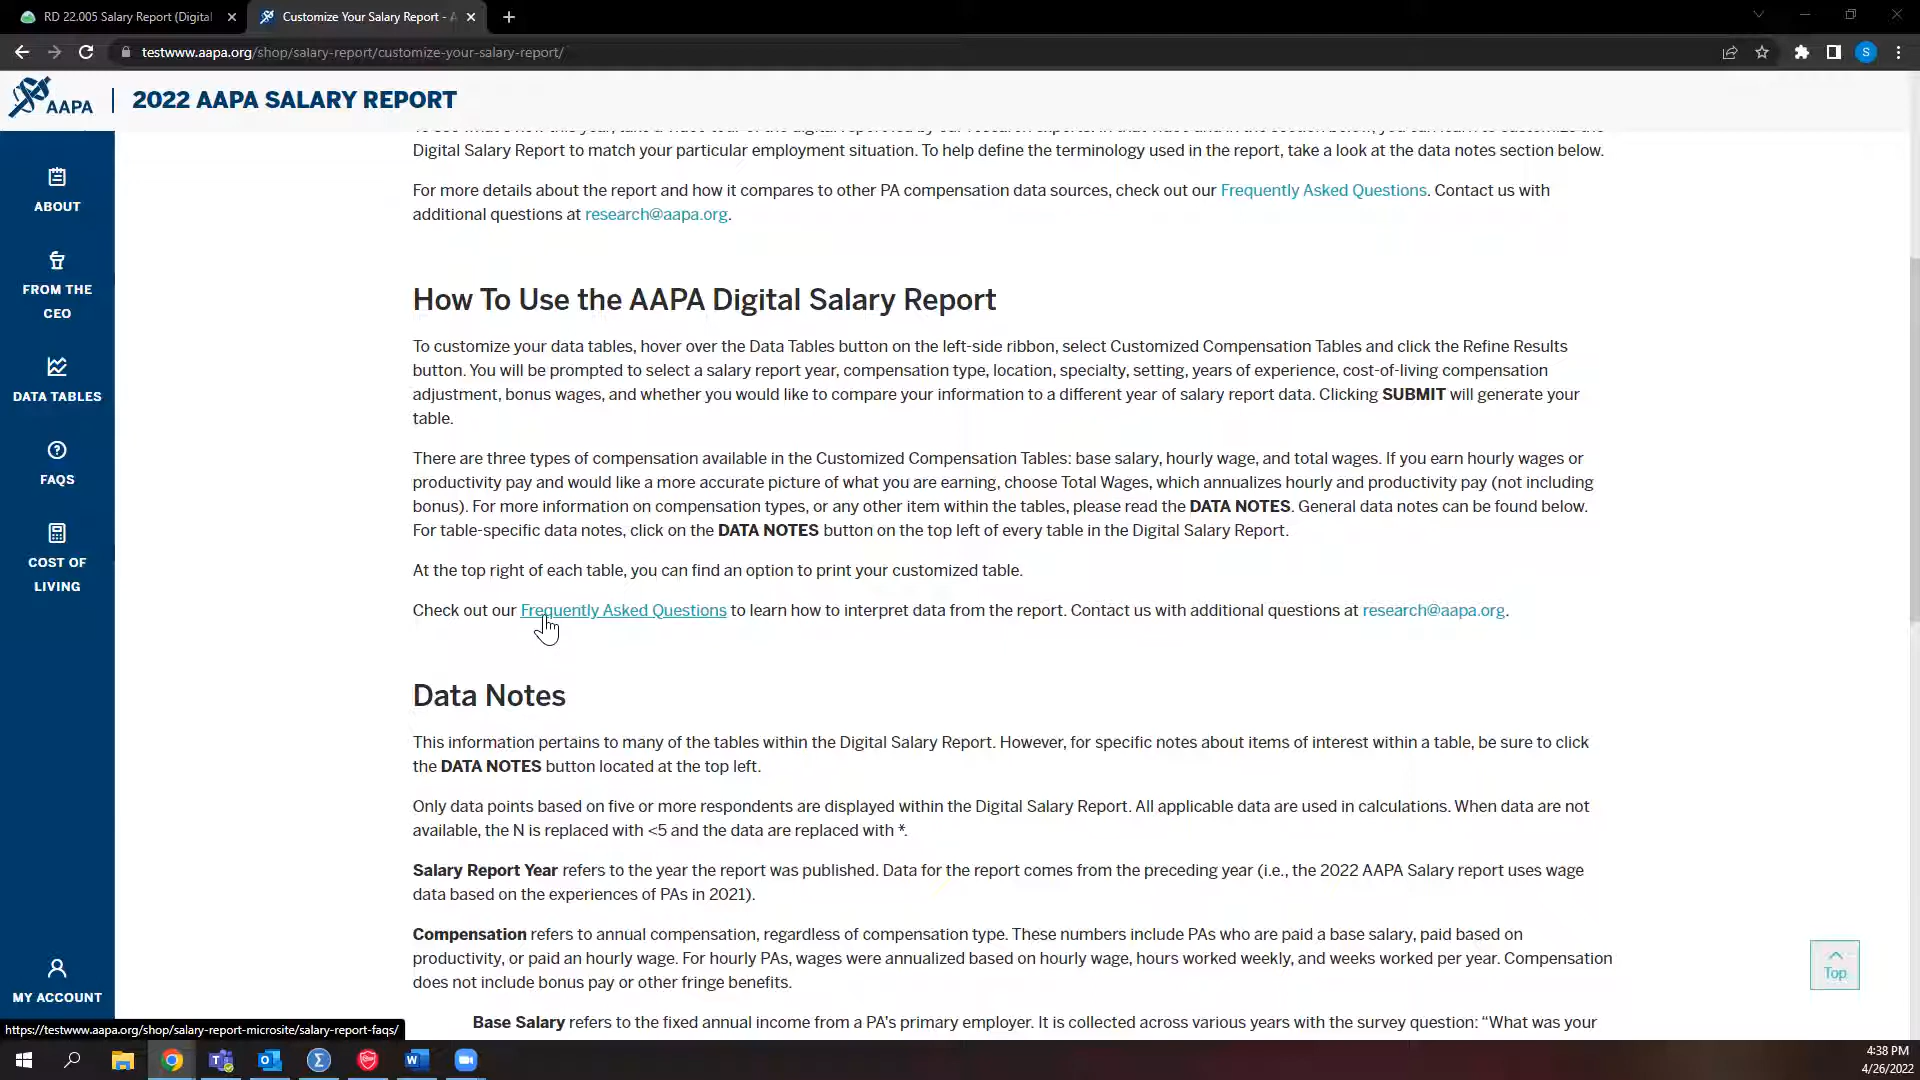 RD 22.005 Salary Report (Digital
Customize Your Salary Report - A
testwww.aapa.org/shop/salary-report/customize-your-salary-report/
S
AAPA
2022 AAPA SALARY REPORT
Digital Salary Report to match your particular employment situation. To help define the terminology used in the report, take a look at the data notes section below.
For more details about the report and how it compares to other PA compensation data sources, check out our Frequently Asked Questions. Contact us with
additional questions at research@aapa.org.
How To Use the AAPA Digital Salary Report
To customize your data tables, hover over the Data Tables button on the left-side ribbon, select Customized Compensation Tables and click the Refine Results
button. You will be prompted to select a salary report year, compensation type, location, specialty, setting, years of experience, cost-of-living compensation
adjustment, bonus wages, and whether you would like to compare your information to a different year of salary report data. Clicking SUBMIT will generate your
table.
There are three types of compensation available in the Customized Compensation Tables: base salary, hourly wage, and total wages. If you earn hourly wages or
productivity pay and would like a more accurate picture of what you are earning, choose Total Wages, which annualizes hourly and productivity pay (not including
bonus). For more information on compensation types, or any other item within the tables, please read the DATA NOTES. General data notes can be found below.
For table-specific data notes, click on the DATA NOTES button on the top left of every table in the Digital Salary Report.
At the top right of each table, you can find an option to print your customized table.
Check out our Frequently Asked Questions to learn how to interpret data from the report. Contact us with additional questions at research@aapa.org.
Data Notes
This information pertains to many of the tables within the Digital Salary Report. However, for specific notes about items of interest within a table, be sure to click
the DATA NOTES button located at the top left.
Only data points based on five or more respondents are displayed within the Digital Salary Report. All applicable data are used in calculations. When data are not
available, the N is replaced with <5 and the data are replaced with *.
Salary Report Year refers to the year the report was published. Data for the report comes from the preceding year (i.e., the 2022 AAPA Salary report uses wage
data based on the experiences of PAs in 2021).
Compensation refers to annual compensation, regardless of compensation type. These numbers include PAs who are paid a base salary, paid based on
productivity, or paid an hourly wage. For hourly PAs, wages were annualized based on hourly wage, hours worked weekly, and weeks worked per year. Compensation
does not include bonus pay or other fringe benefits.
Base Salary refers to the fixed annual income from a PA's primary employer. It is collected across various years with the survey question: “What was your
ABOUT
FROM THE
CEO
DATA TABLES
FAQS
COST OF
LIVING
MY ACCOUNT
Top
https://testwww.aapa.org/shop/salary-report-microsite/salary-report-faqs/
4:38 PM
4/26/2022